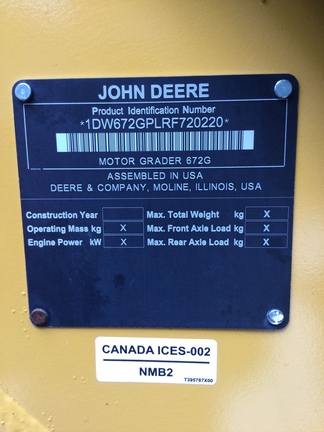 JOHN DEERE
Product Identification Number
*1DW672GPLRF720220*
MOTOR GRADER 672G
ASSEMBLED IN USA
DEERE & COMPANY, MOLINE, ILLINOIS, USA
Construction Year Max. Total Weight kg X
Operating Mass kg X Max. Front Axle Load kg X
Engine Power kW X Max. Rear Axle Load kg X
CANADA ICES-002
NMB2
T395787X00